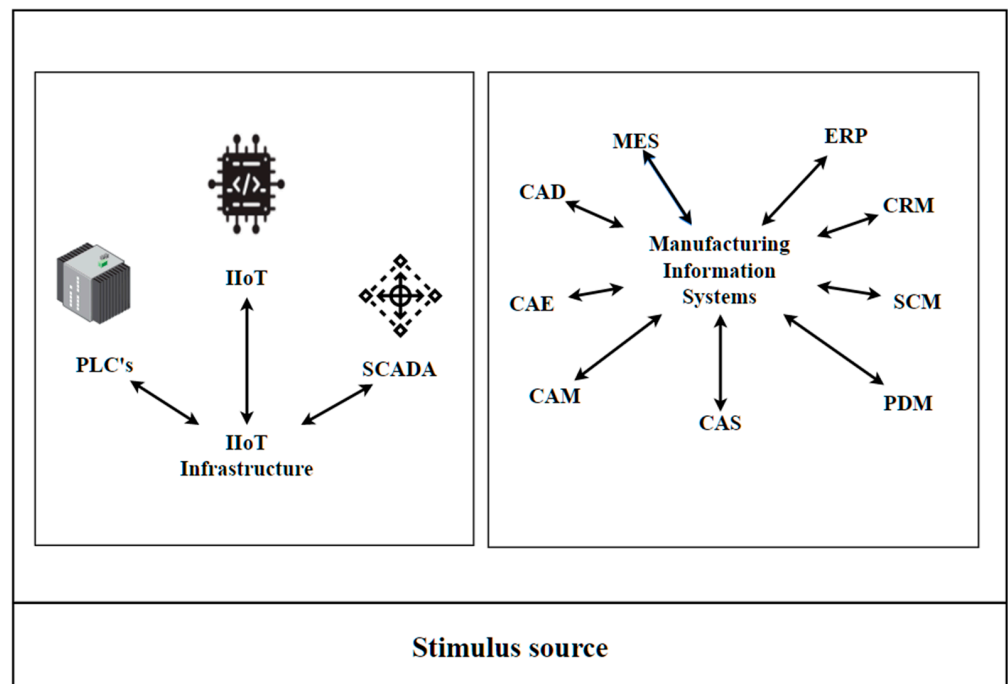 IIoT
PLC's
SCADA
IIoT
Infrastructure
MES
ERP
CAD
CRM
Manufacturing
Information
Systems
CAE
SCM
CAM
CAS
PDM
Stimulus source